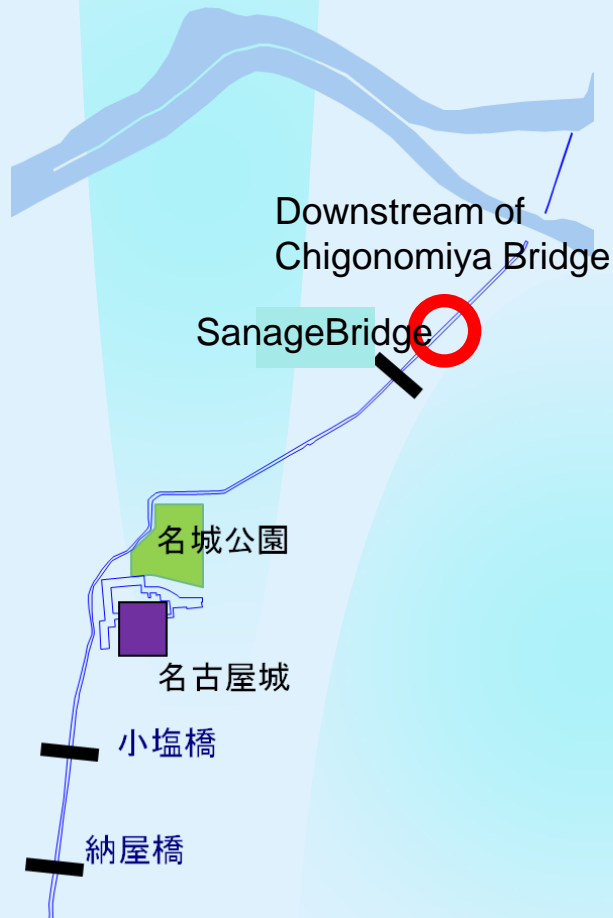 Downstream of
Chigonomiya Bridge
SanageBridge
名城公園
名古屋城
小塩橋
納屋橋